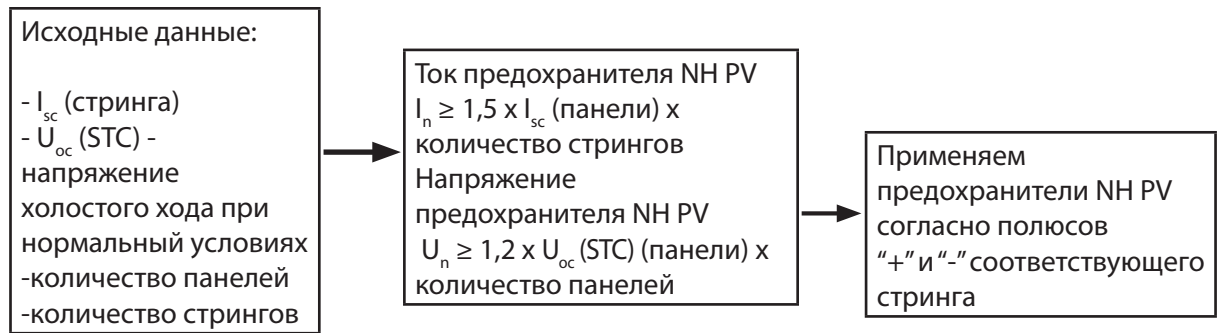 Исходные данные:
- I_sc (стринга)
- U_oc (STC) -
напряжение
холостого хода при
нормальный условиях
-количество панелей
-количество стрингов
Ток предохранителя NH PV
I_n ≥ 1,5 x I_sc (панели) x
количество стрингов
Напряжение
предохранителя NH PV
U_n ≥ 1,2 x U_oc (STC) (панели) x
количество панелей
Применяем
предохранители NH PV
согласно полюсов
“+” и “-” соответствующего
стринга